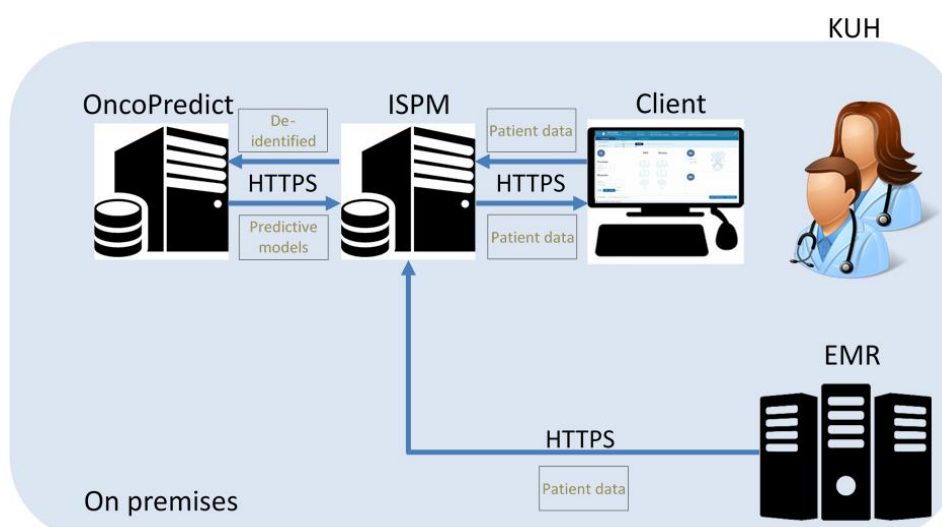 KUH
OncoPredict
ISPM
Client
De-
identified
Patient data
HTTPS
HTTPS
Predictive
models
Patient data
EMR
HTTPS
Patient data
On premises